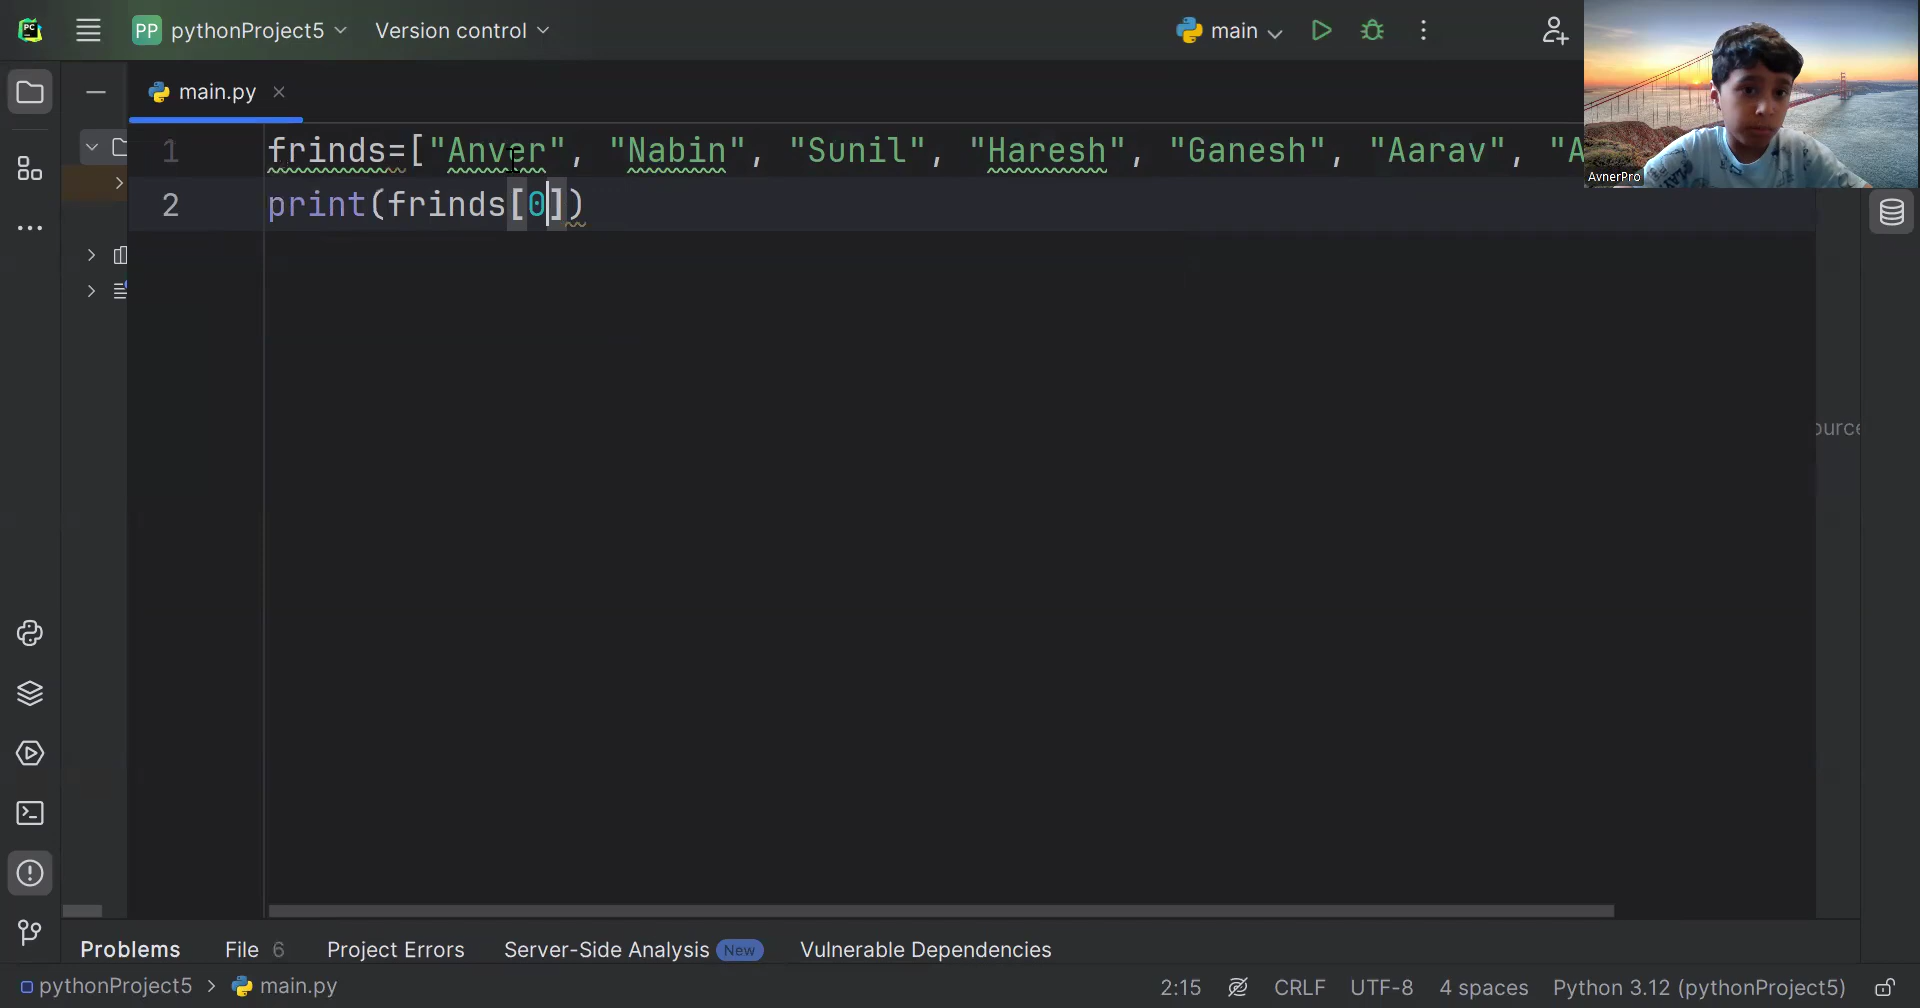 PP pythonProject5 Version control main
main.py
1 frinds=["Anver", "Nabin", "Sunil", "Haresh", "Ganesh", "Aarav", "A
AvnerPro
2 print(frinds[0])
ource
Problems File 6 Project Errors Server-Side Analysis New Vulnerable Dependencies
pythonProject5 > main.py 2:15 CRLF UTF-8 4 spaces Python 3.12 (pythonProject5)